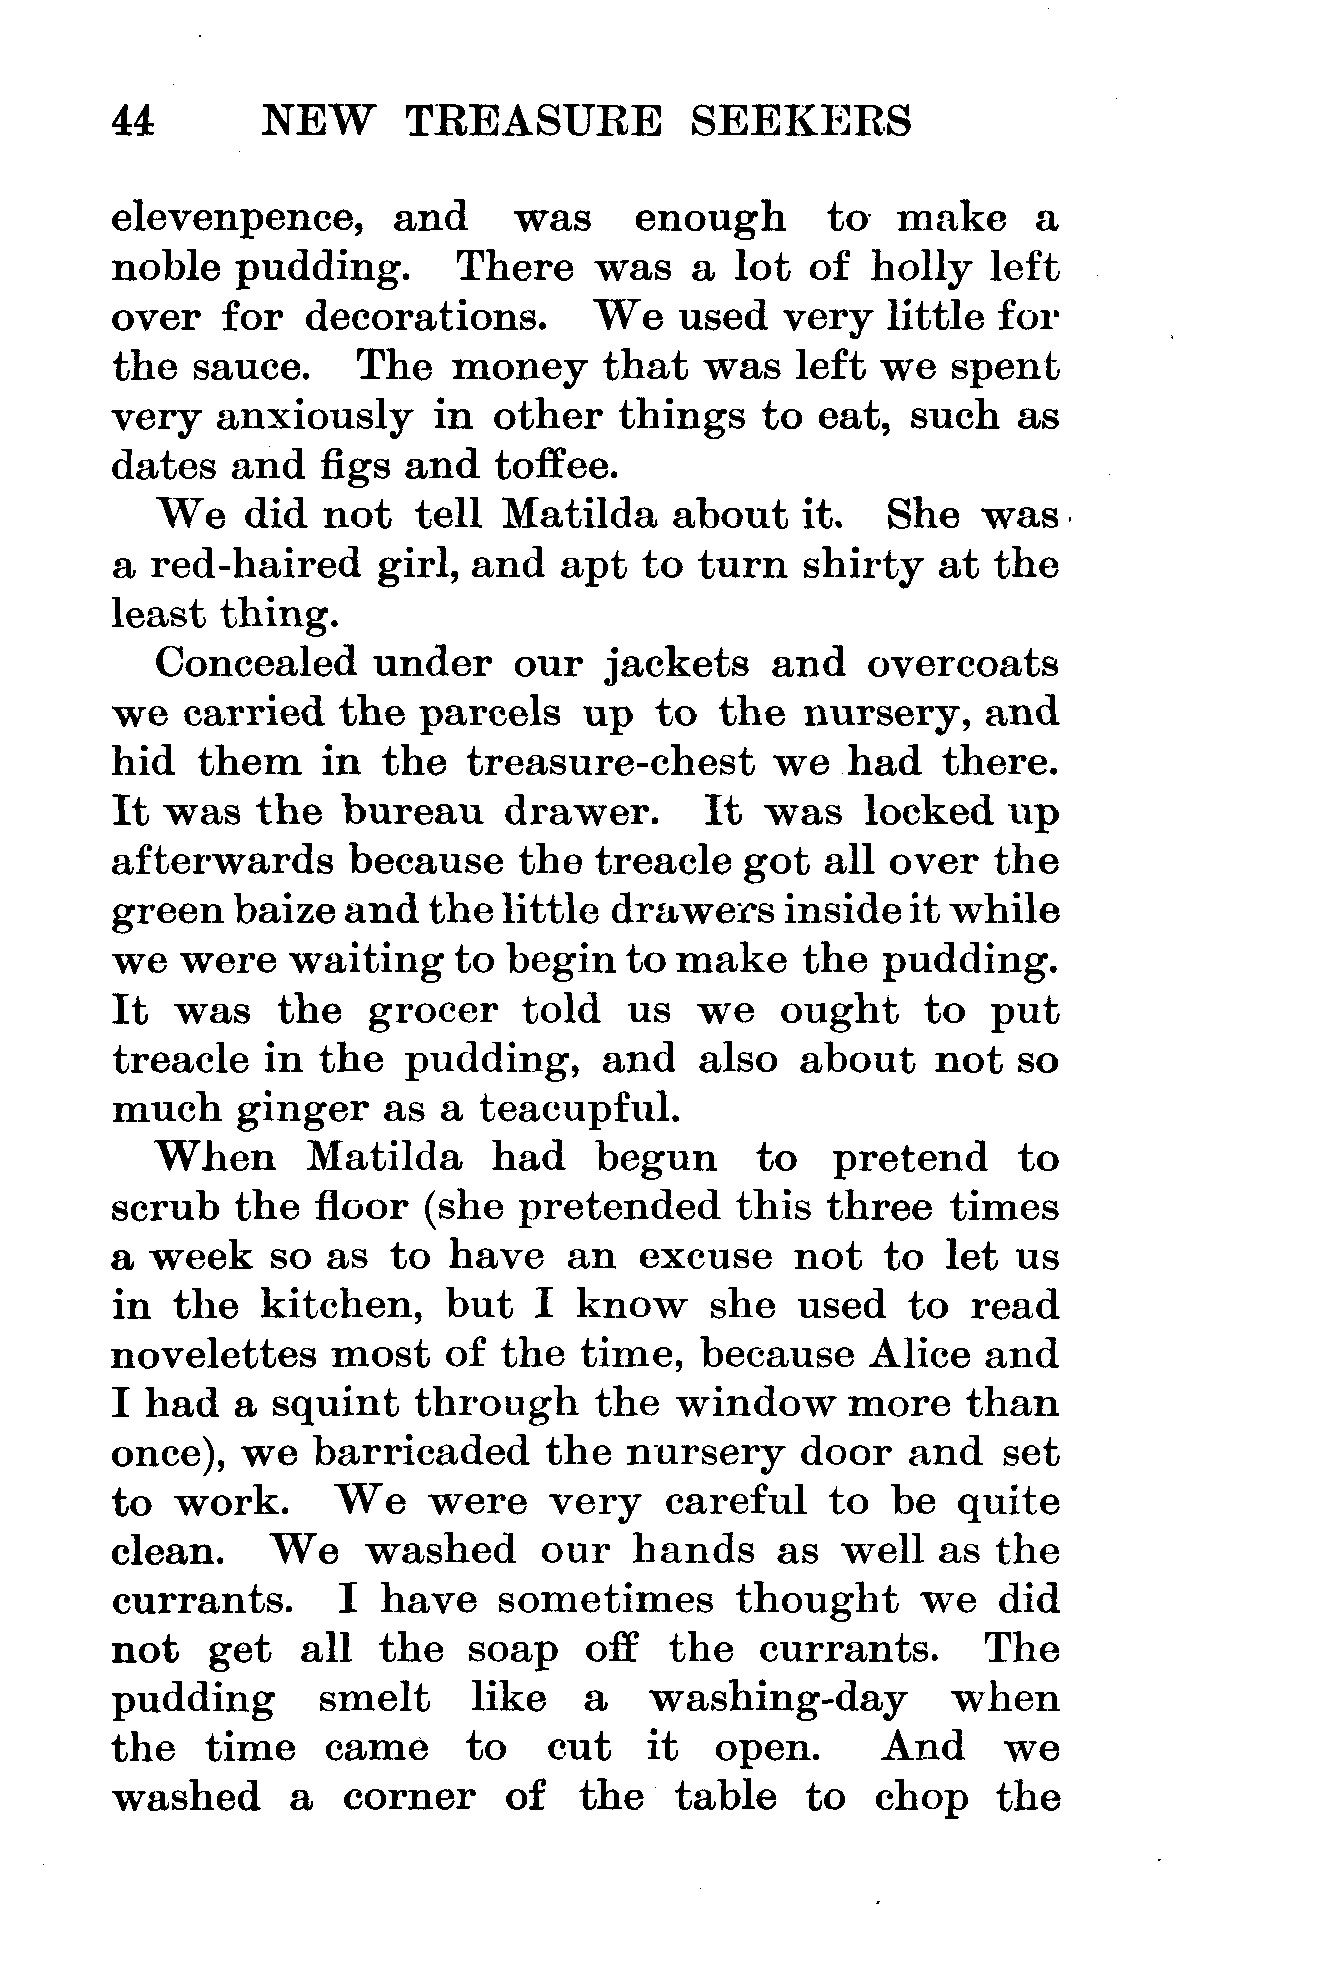 44 NEW TREASURE SEEKERS
elevenpence, and was enough to make a
noble pudding. There was a lot of holly left
over for decorations. We used very little for
the sauce. The money that was left we spent
very anxiously in other things to eat, such as
dates and figs and toffee.
We did not tell Matilda about it. She was
a red-haired girl, and apt to turn shirty at the
least thing.
Concealed under our jackets and overcoats
we carried the parcels up to the nursery, and
hid them in the treasure-chest we had there.
It was the bureau drawer. It was locked up
afterwards because the treacle got all over the
green baize and the little drawers inside it while
we were waiting to begin to make the pudding.
It was the grocer told us we ought to put
treacle in the pudding, and also about not so
much ginger as a teacupful.
When Matilda had begun to pretend to
scrub the floor (she pretended this three times
a week so as to have an excuse not to let us
in the kitchen, but I know she used to read
novelettes most of the time, because Alice and
I had a squint through the window more than
once), we barricaded the nursery door and set
to work. We were very careful to be quite
clean. We washed our hands as well as the
currants. I have sometimes thought we did
not get all the soap off the currants. The
pudding smelt like a washing-day when
the time came to cut it open. And we
washed a corner of the table to chop the